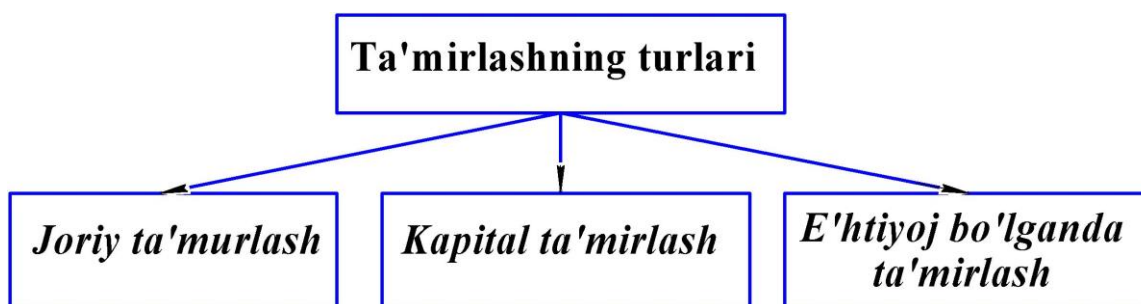 Ta'mirlashning turlari
Joriy ta'murlash
Kapital ta'mirlash
E'htiyoj bo'lganda
ta'mirlash